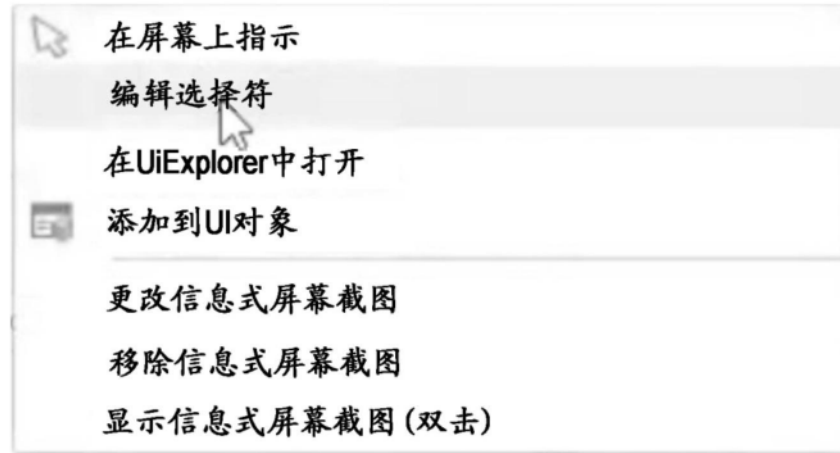 在屏幕上指示
编辑选择符
在UiExplorer中打开
添加到UI对象
更改信息式屏幕截图
移除信息式屏幕截图
显示信息式屏幕截图(双击)